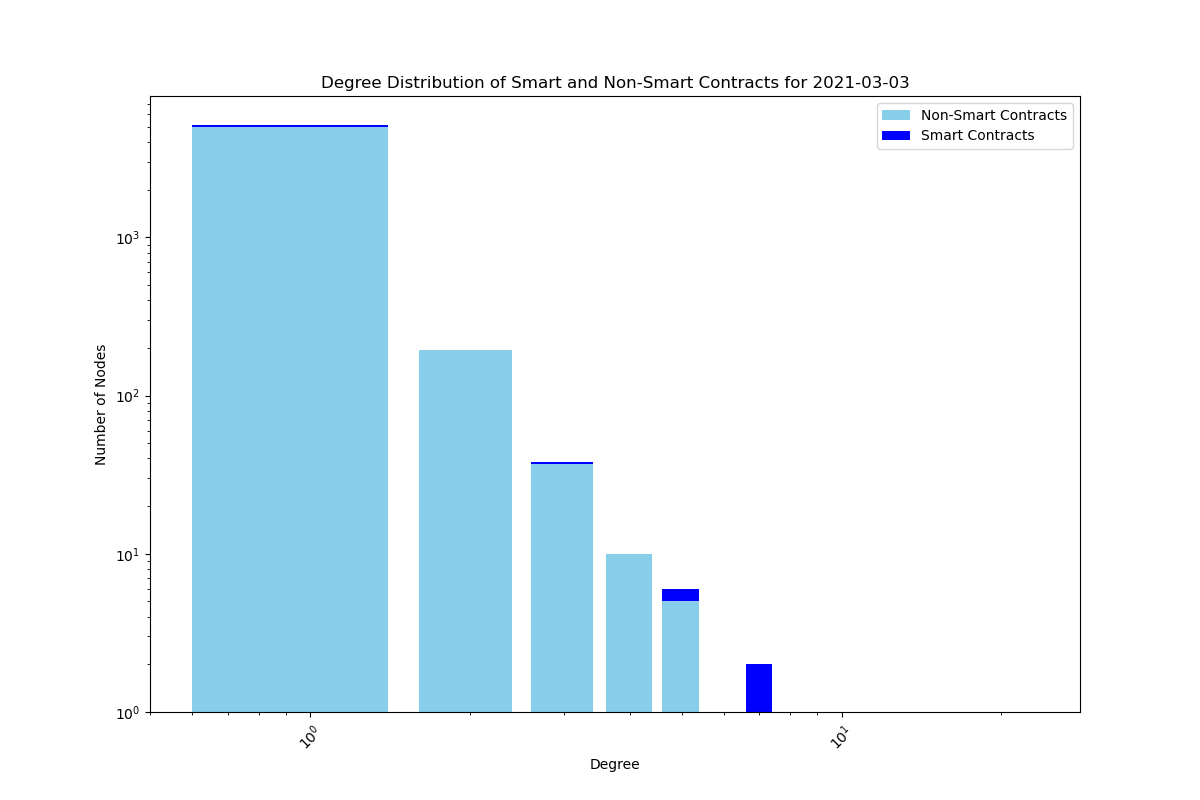 Degree Distribution of Smart and Non-Smart Contracts for 2021-03-03
Non-Smart Contracts
Smart Contracts
Number of Nodes
10³
10²
10¹
10⁰
10⁰
10¹
Degree